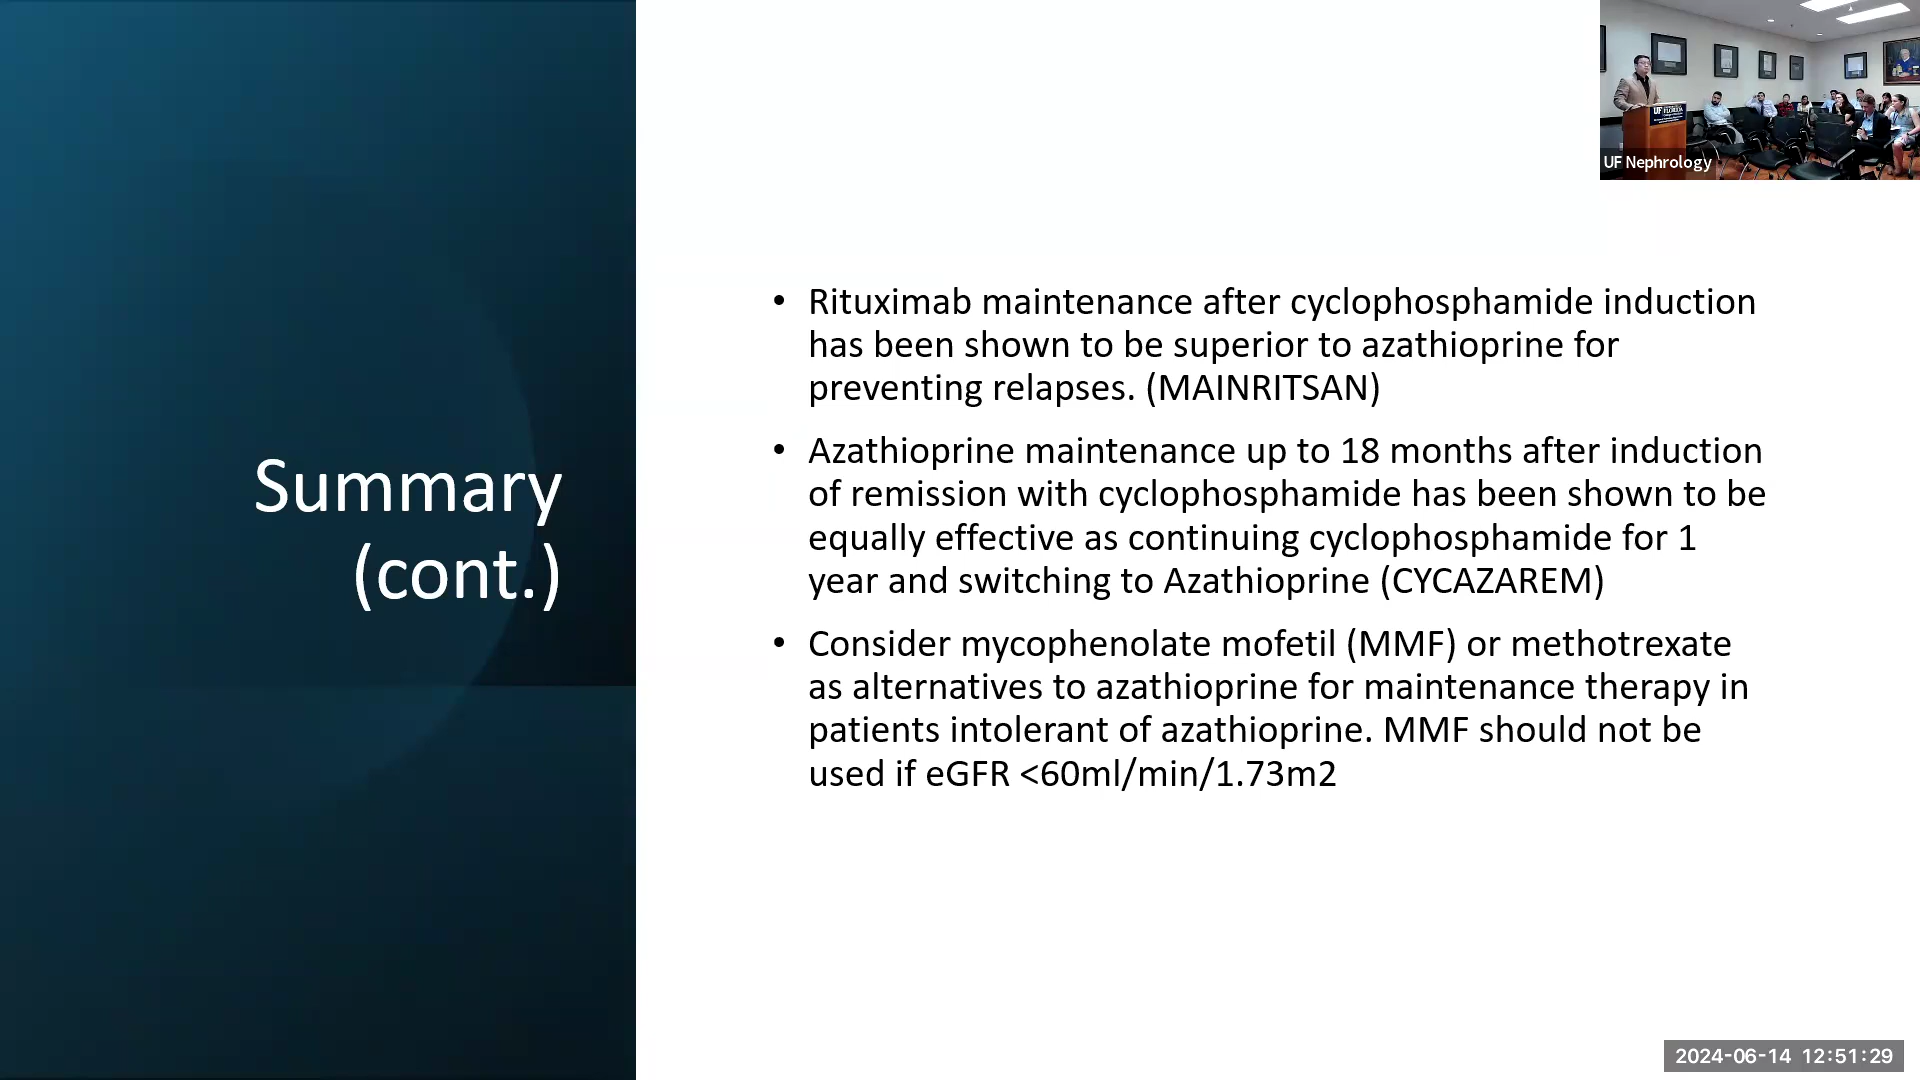 Summary
(cont.)
• Rituximab maintenance after cyclophosphamide induction
has been shown to be superior to azathioprine for
preventing relapses. (MAINRITSAN)
• Azathioprine maintenance up to 18 months after induction
of remission with cyclophosphamide has been shown to be
equally effective as continuing cyclophosphamide for 1
year and switching to Azathioprine (CYCAZAREM)
• Consider mycophenolate mofetil (MMF) or methotrexate
as alternatives to azathioprine for maintenance therapy in
patients intolerant of azathioprine. MMF should not be
used if eGFR <60ml/min/1.73m2
UF
FLORIDA
UF Nephrology
2024-06-14 12:51:29